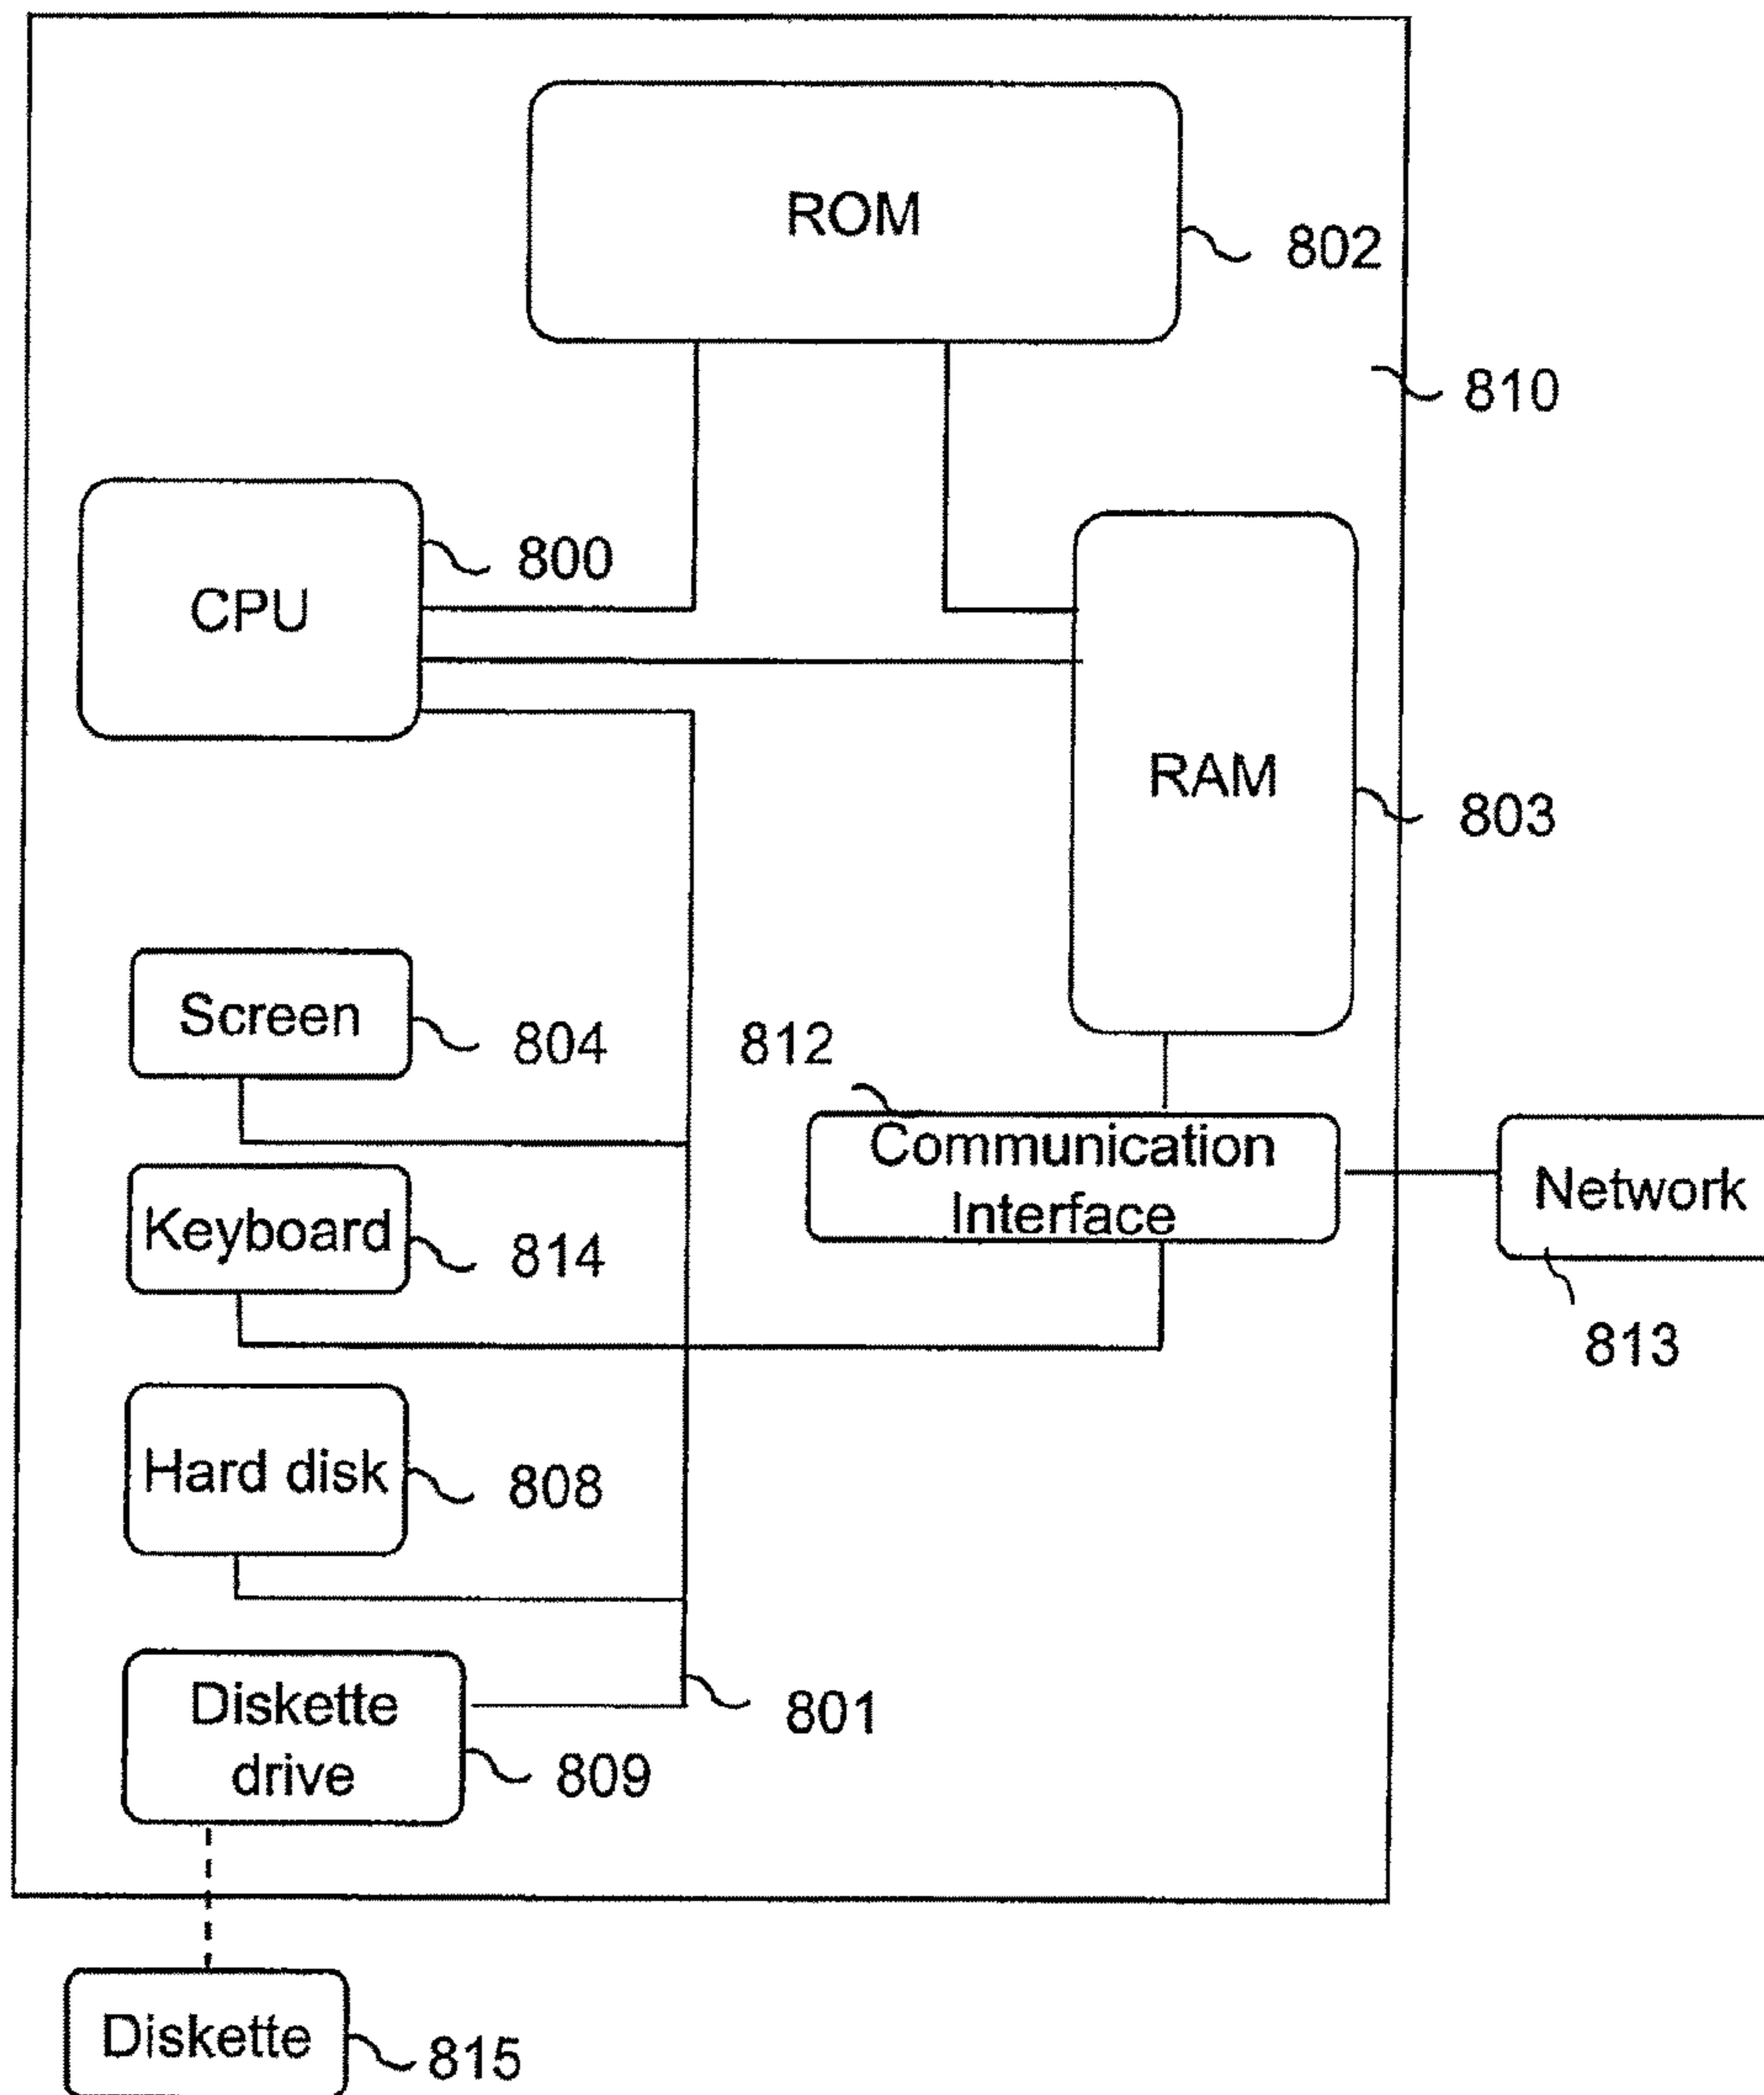 ROM
802
810
800
CPU
RAM
803
Screen
804
812
Communication
Interface
Network
Keyboard
814
813
Hard disk
808
Diskette
drive
801
809
Diskette
815